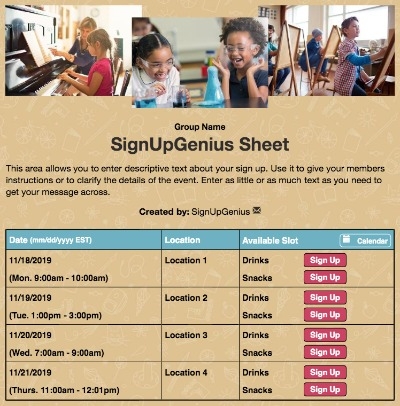 Group Name
SignUpGenius Sheet
This area allows you to enter descriptive text about your sign up. Use it to give your members
instructions or to clarify the details of the event. Enter as little or as much text as you need to
get your message across.
Created by: SignUpGenius
Date (mm/dd/yyyy EST) Location Available Slot Calender
11/18/2019 Location 1 Drinks Sign Up
(Mon. 9:00am - 10:00am) Snacks Sign Up
11/19/2019 Location 2 Drinks Sign Up
(Tue. 1:00pm - 3:00pm) Snacks Sign Up
11/20/2019 Location 3 Drinks Sign Up
(Wed. 7:00am - 9:00am) Snacks Sign Up
11/21/2019 Location 4 Drinks Sign Up
(Thurs. 11:00am - 12:01pm) Snacks Sign Up